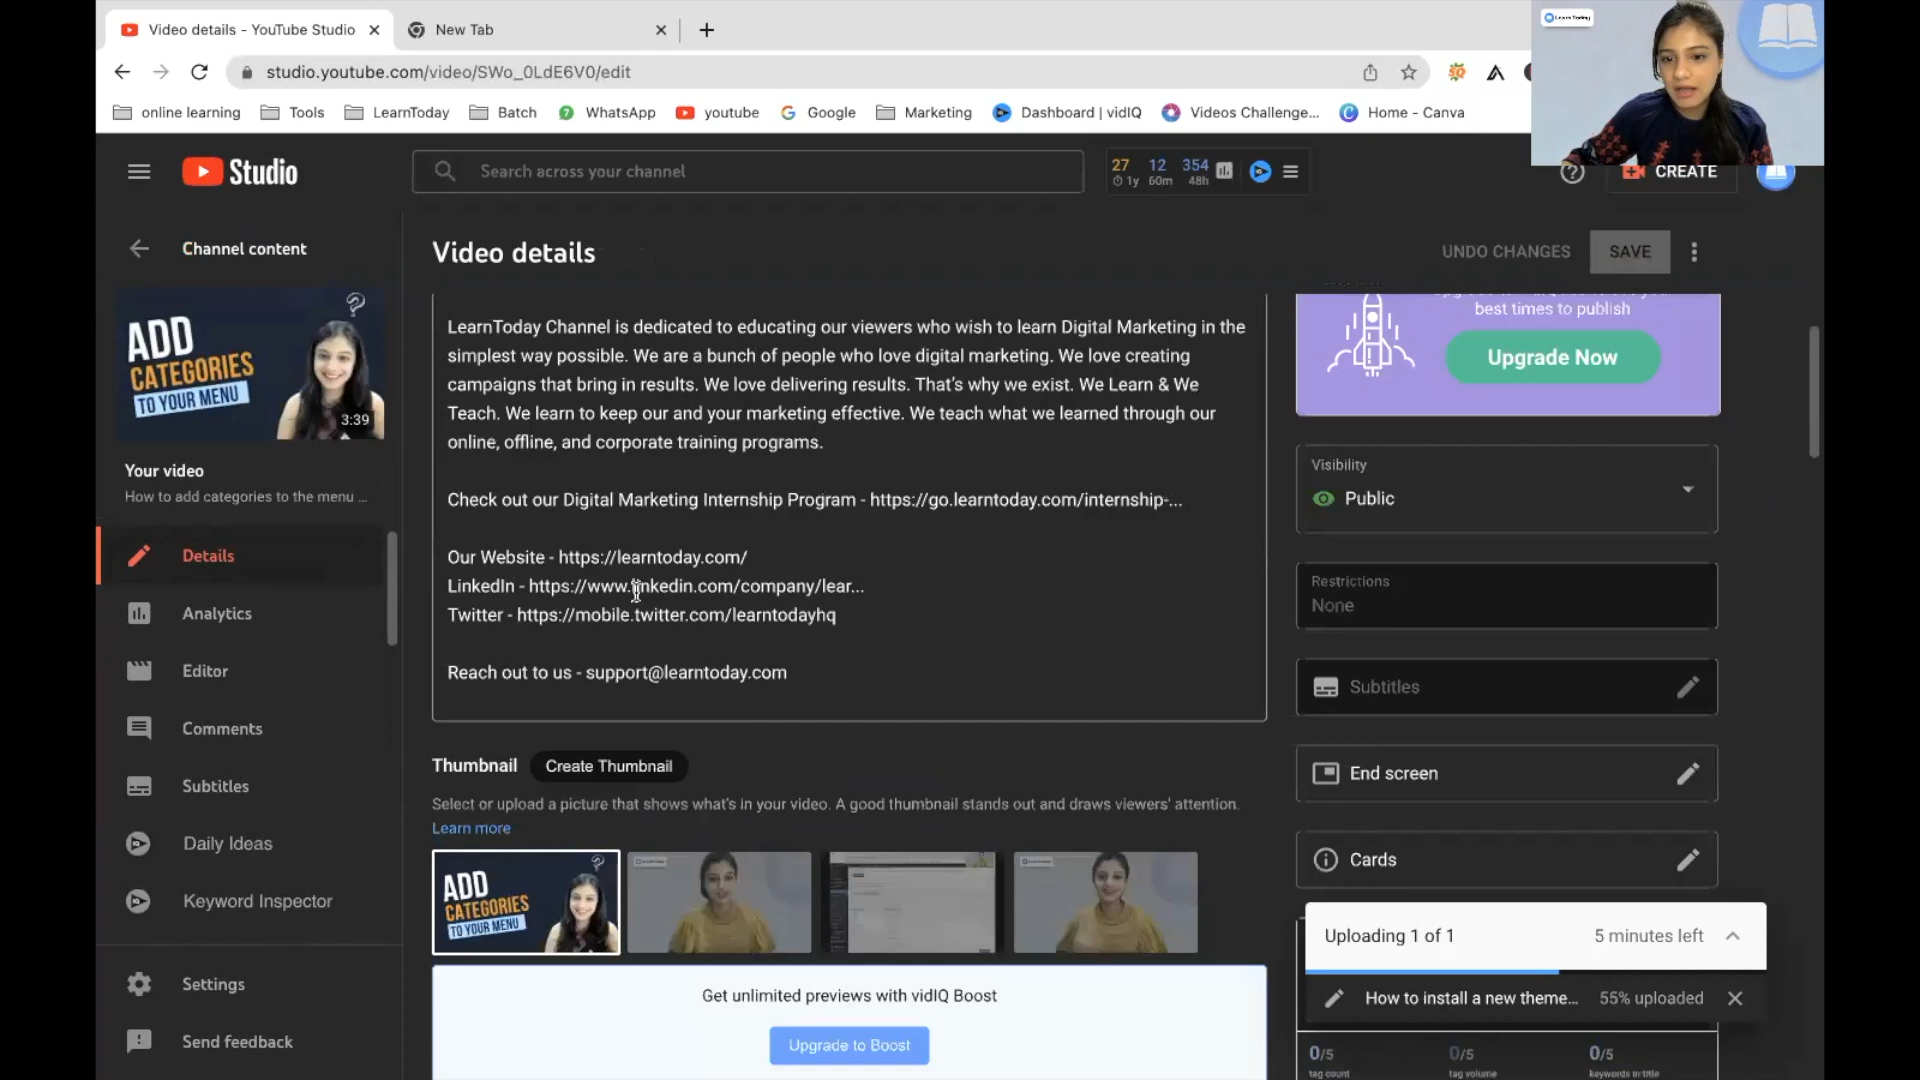 Video details - YouTube Studio
New Tab
Learn Today
studio.youtube.com/video/SWo_0LdE6V0/edit
online learning
Tools
LearnToday
Batch
WhatsApp
youtube
Google
Marketing
Dashboard | vidIQ
Videos Challenge...
Home - Canva
Studio
Search across your channel
27 12 354
1y 60m 48h
CREATE
Channel content
Video details
UNDO CHANGES
SAVE
ADD
CATEGORIES
TO YOUR MENU
3:39
Your video
How to add categories to the menu ...
Details
Analytics
Editor
Comments
Subtitles
Daily Ideas
Keyword Inspector
Settings
Send feedback
LearnToday Channel is dedicated to educating our viewers who wish to learn Digital Marketing in the
simplest way possible. We are a bunch of people who love digital marketing. We love creating
campaigns that bring in results. We love delivering results. That's why we exist. We Learn & We
Teach. We learn to keep our and your marketing effective. We teach what we learned through our
online, offline, and corporate training programs.
Check out our Digital Marketing Internship Program - https://go.learntoday.com/internship-...
Our Website - https://learntoday.com/
LinkedIn - https://www.linkedin.com/company/lear...
Twitter - https://mobile.twitter.com/learntodayhq
Reach out to us - support@learntoday.com
Thumbnail
Create Thumbnail
Select or upload a picture that shows what's in your video. A good thumbnail stands out and draws viewers' attention.
Learn more
ADD
CATEGORIES
TO YOUR MENU
Get unlimited previews with vidIQ Boost
Upgrade to Boost
best times to publish
Upgrade Now
Visibility
Public
Restrictions
None
Subtitles
End screen
Cards
Uploading 1 of 1
5 minutes left
How to install a new theme...
55% uploaded
0/5 0/5 0/5
tag count tag volume keywords in title